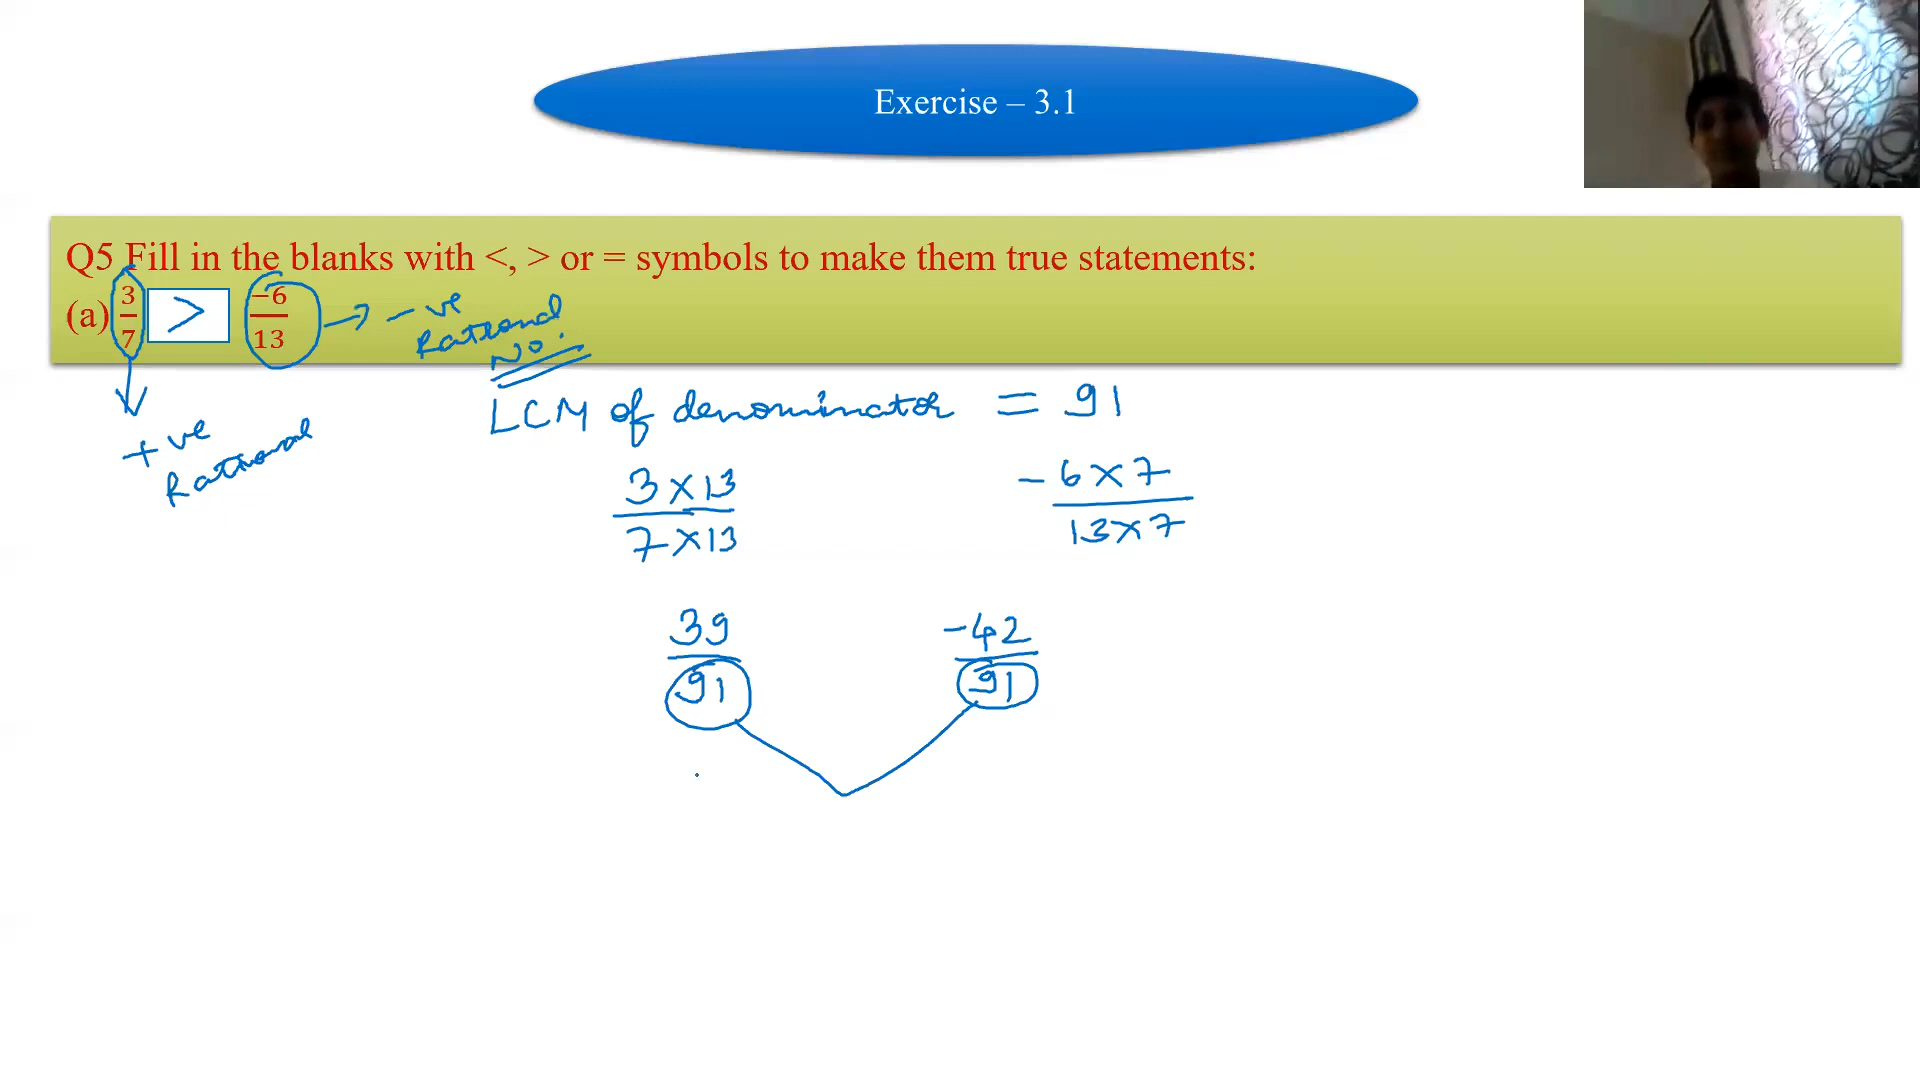 Exercise – 3.1
Q5 Fill in the blanks with <, > or = symbols to make them true statements:
(a) 3/7 > −6/13 → −ve
Rational
No.
+ve
Rational
LCM of denominator = 91
3×13/7×13 −6×7/13×7
39/91 −42/91